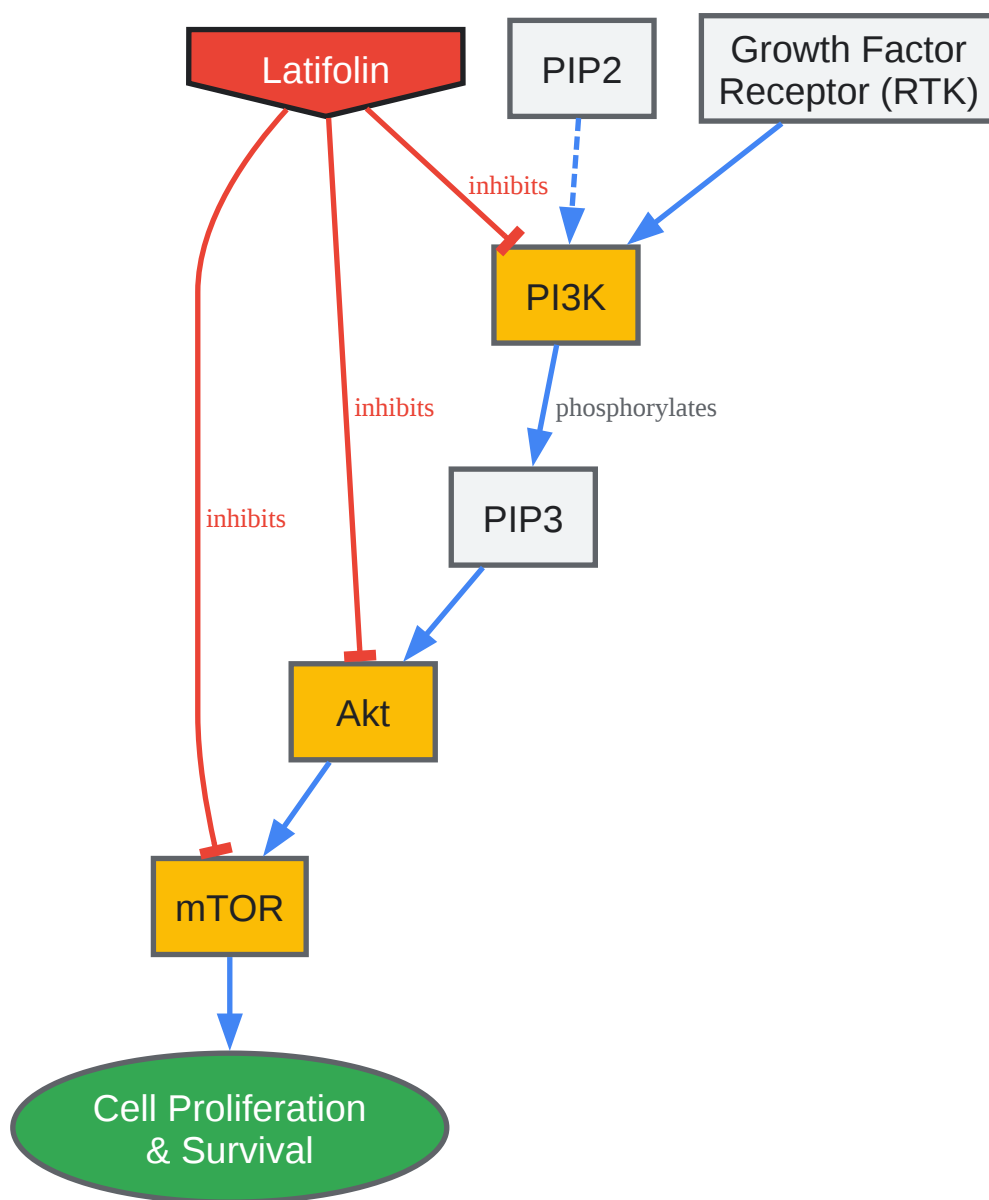 Latifolin
PIP2
Growth Factor
Receptor (RTK)
inhibits
PI3K
inhibits
phosphorylates
inhibits
PIP3
Akt
mTOR
Cell Proliferation
& Survival